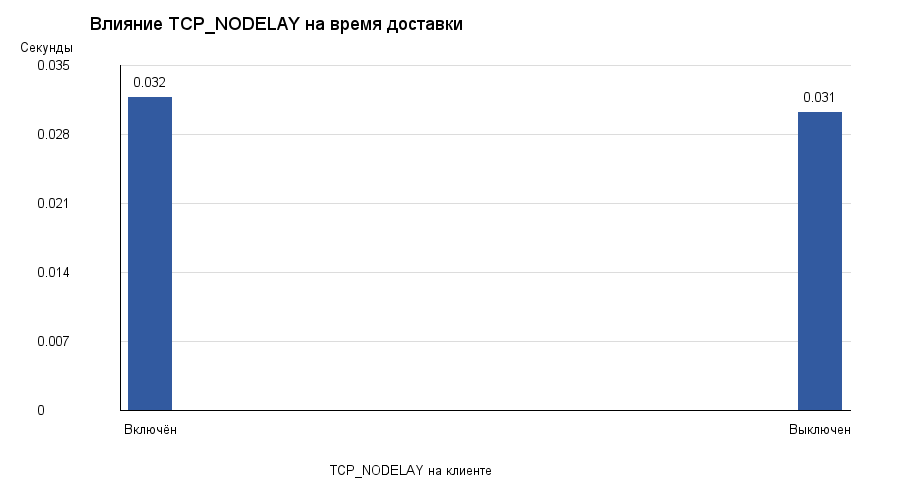 Влияние TCP_NODELAY на время доставки
Секунды
0.035
0.032
0.031
0.028
0.021
0.014
0.007
0
Включён
Выключен
TCP_NODELAY на клиенте